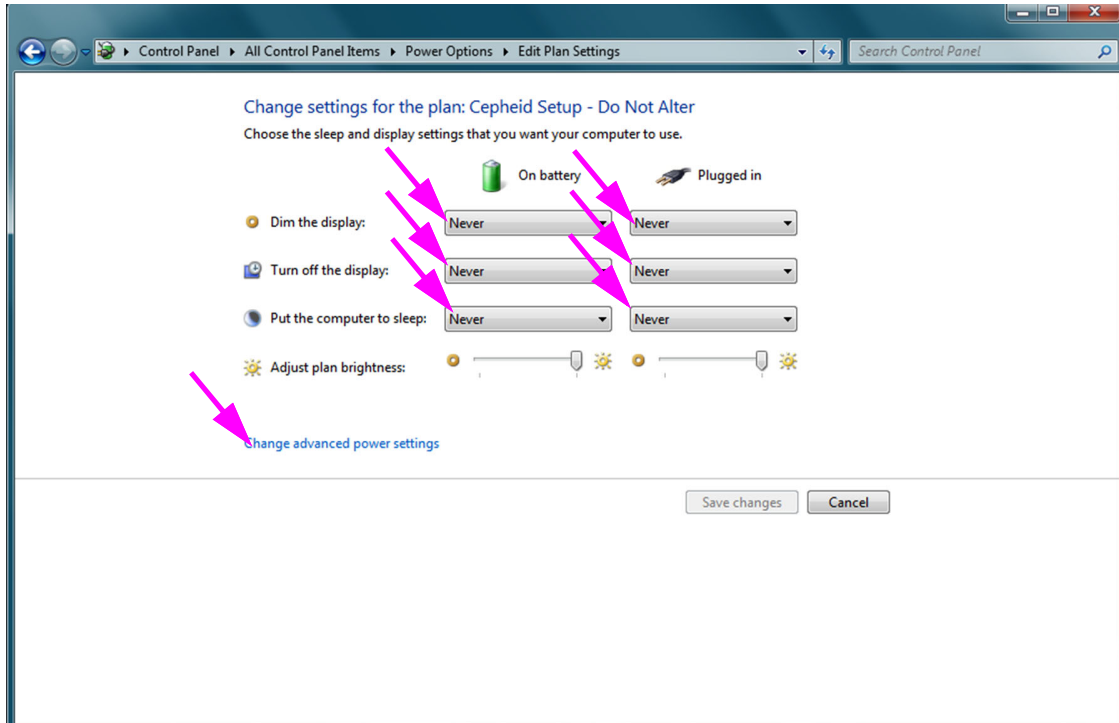 Control Panel All Control Panel Items Power Options Edit Plan Settings Search Control Panel
Change settings for the plan: Cepheid Setup - Do Not Alter
Choose the sleep and display settings that you want your computer to use.
On battery Plugged in
Dim the display: Never Never
Turn off the display: Never Never
Put the computer to sleep: Never Never
Adjust plan brightness:
Change advanced power settings
Save changes Cancel